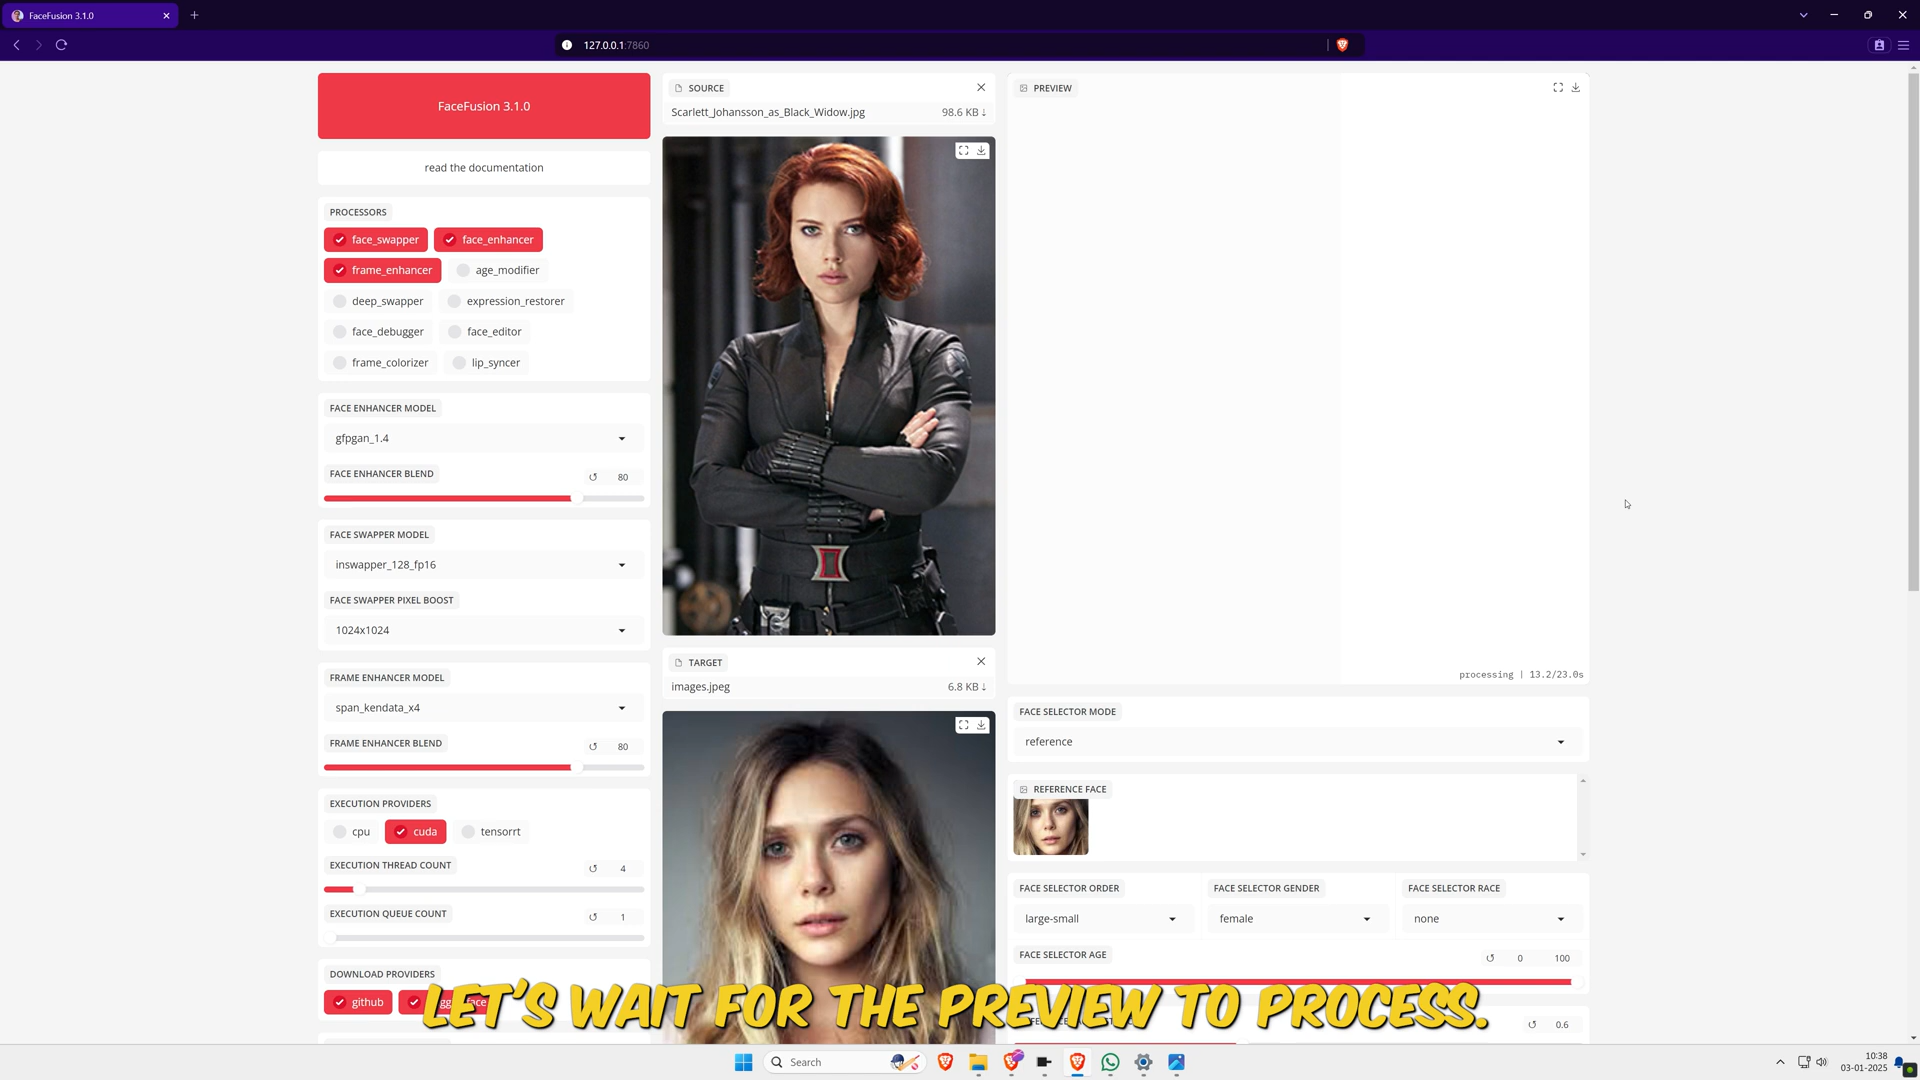 FaceFusion 3.1.0
127.0.0.1:7860
FaceFusion 3.1.0
read the documentation
PROCESSORS
face_swapper
face_enhancer
frame_enhancer
age_modifier
deep_swapper
expression_restorer
face_debugger
face_editor
frame_colorizer
lip_syncer
FACE ENHANCER MODEL
gfpgan_1.4
FACE ENHANCER BLEND
80
FACE SWAPPER MODEL
inswapper_128_fp16
FACE SWAPPER PIXEL BOOST
1024x1024
FRAME ENHANCER MODEL
span_kendata_x4
FRAME ENHANCER BLEND
80
EXECUTION PROVIDERS
cpu
cuda
tensorrt
EXECUTION THREAD COUNT
4
EXECUTION QUEUE COUNT
1
DOWNLOAD PROVIDERS
github
SOURCE
Scarlett_Johansson_as_Black_Widow.jpg
98.6 KB ↓
TARGET
images.jpeg
6.8 KB ↓
PREVIEW
processing | 13.2/23.0s
FACE SELECTOR MODE
reference
REFERENCE FACE
FACE SELECTOR ORDER
large-small
FACE SELECTOR GENDER
female
FACE SELECTOR RACE
none
FACE SELECTOR AGE
0
100
0.6
LET'S WAIT FOR THE PREVIEW TO PROCESS.
Search
10:38
03-01-2025